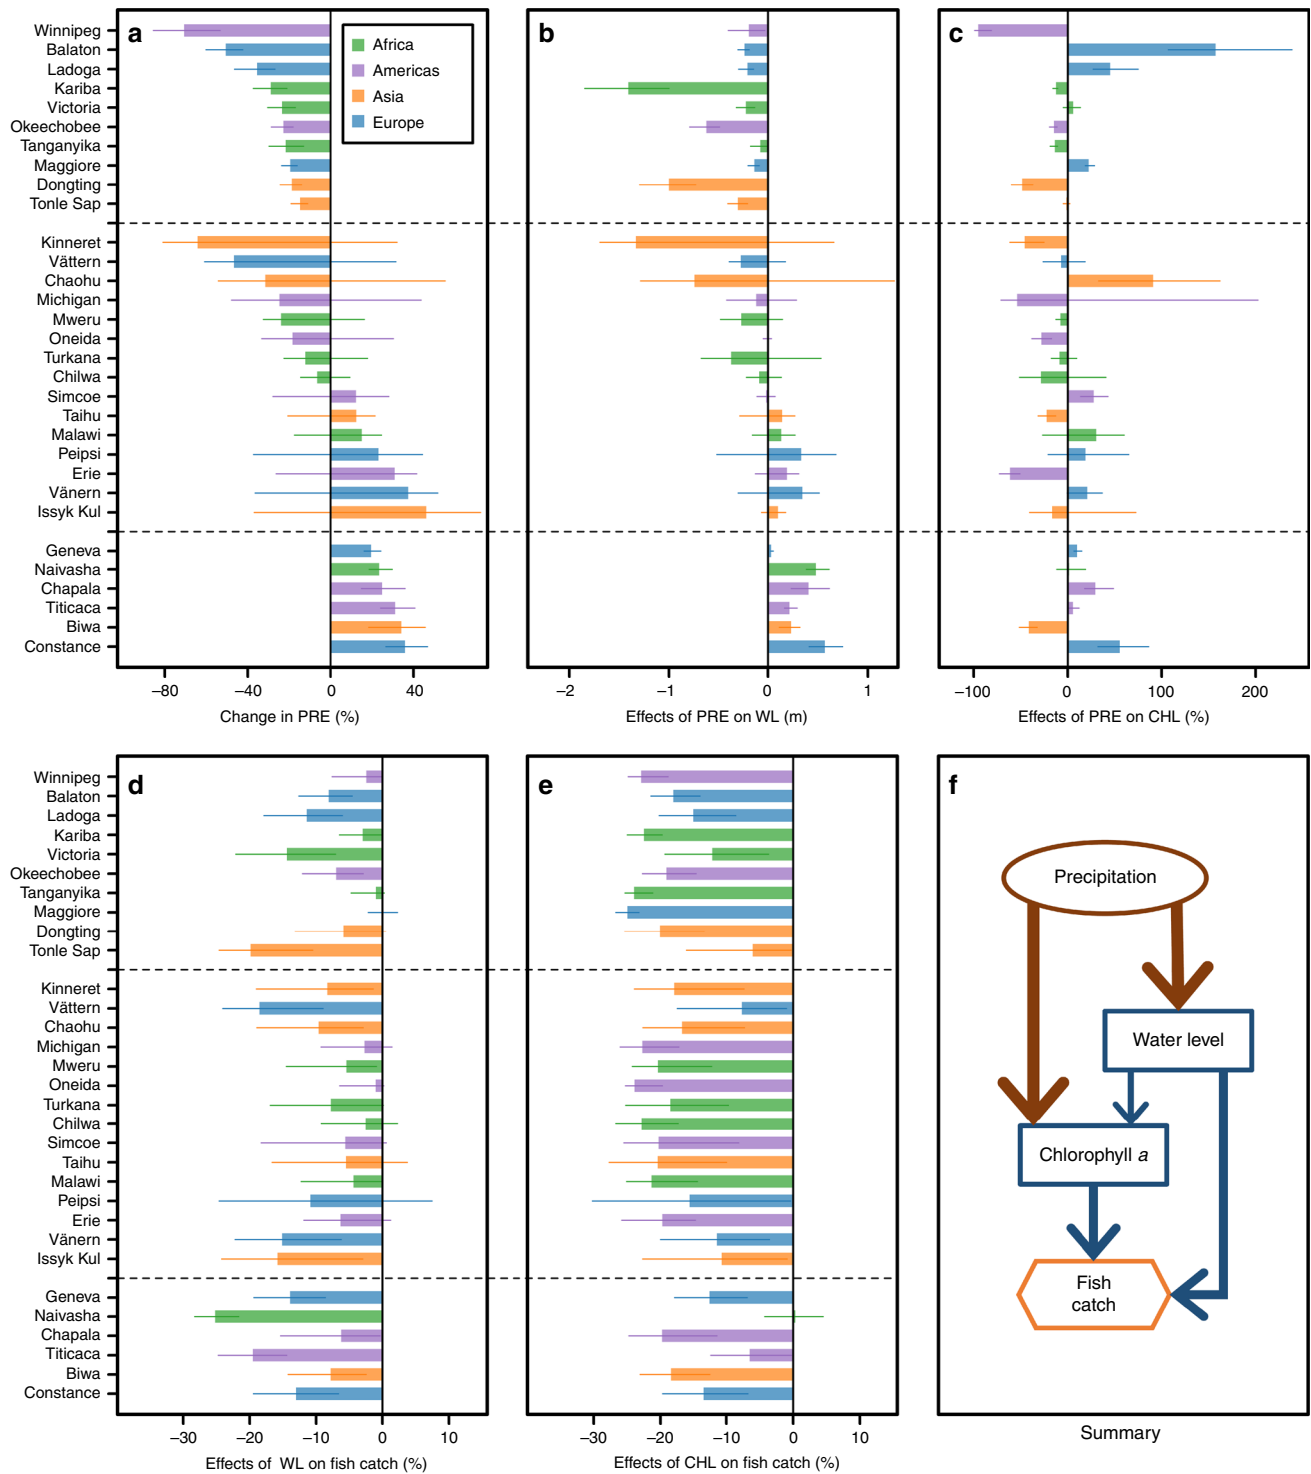 a
Africa
Americas
Asia
Europe
Winnipeg
Balaton
Ladoga
Kariba
Victoria
Okeechobee
Tanganyika
Maggiore
Dongting
Tonle Sap
Kinneret
Vättern
Chaohu
Michigan
Mweru
Oneida
Turkana
Chilwa
Simcoe
Taihu
Malawi
Peipsi
Erie
Vänern
Issyk Kul
Geneva
Naivasha
Chapala
Titicaca
Biwa
Constance
−80 −40 0 40
Change in PRE (%)
b
−2 −1 0 1
Effects of PRE on WL (m)
c
−100 0 100 200
Effects of PRE on CHL (%)
d
Winnipeg
Balaton
Ladoga
Kariba
Victoria
Okeechobee
Tanganyika
Maggiore
Dongting
Tonle Sap
Kinneret
Vättern
Chaohu
Michigan
Mweru
Oneida
Turkana
Chilwa
Simcoe
Taihu
Malawi
Peipsi
Erie
Vänern
Issyk Kul
Geneva
Naivasha
Chapala
Titicaca
Biwa
Constance
−30 −20 −10 0 10
Effects of WL on fish catch (%)
e
−30 −20 −10 0 10
Effects of CHL on fish catch (%)
f
Precipitation
Water level
Chlorophyll a
Fish
catch
Summary